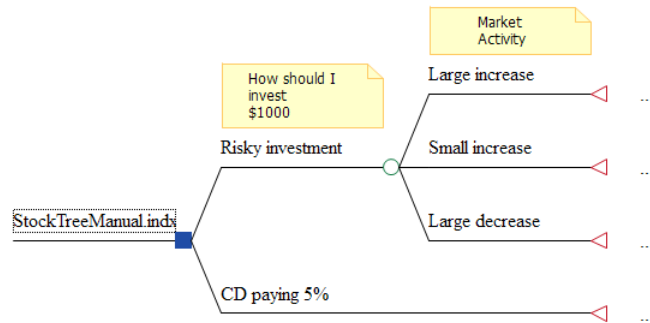 Market
Activity
How should I
invest
$1000
Large increase
..
Risky investment
Small increase
..
StockTreeManual.indx
Large decrease
..
CD paying 5%
..